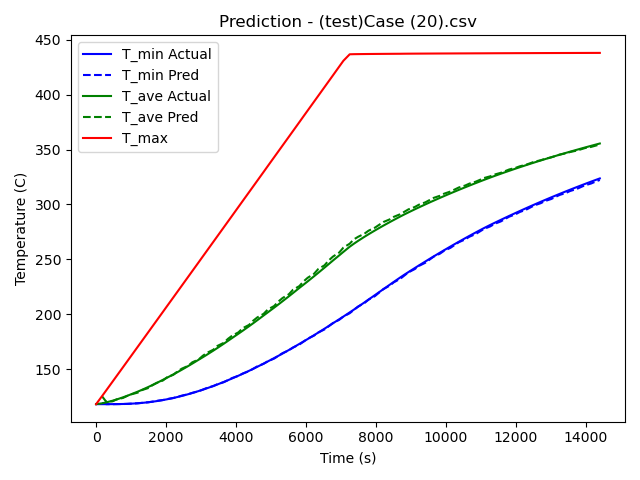 Prediction - (test)Case (20).csv
450
400
350
300
250
200
150
Temperature (C)
T_min Actual
T_min Pred
T_ave Actual
T_ave Pred
T_max
0 2000 4000 6000 8000 10000 12000 14000
Time (s)